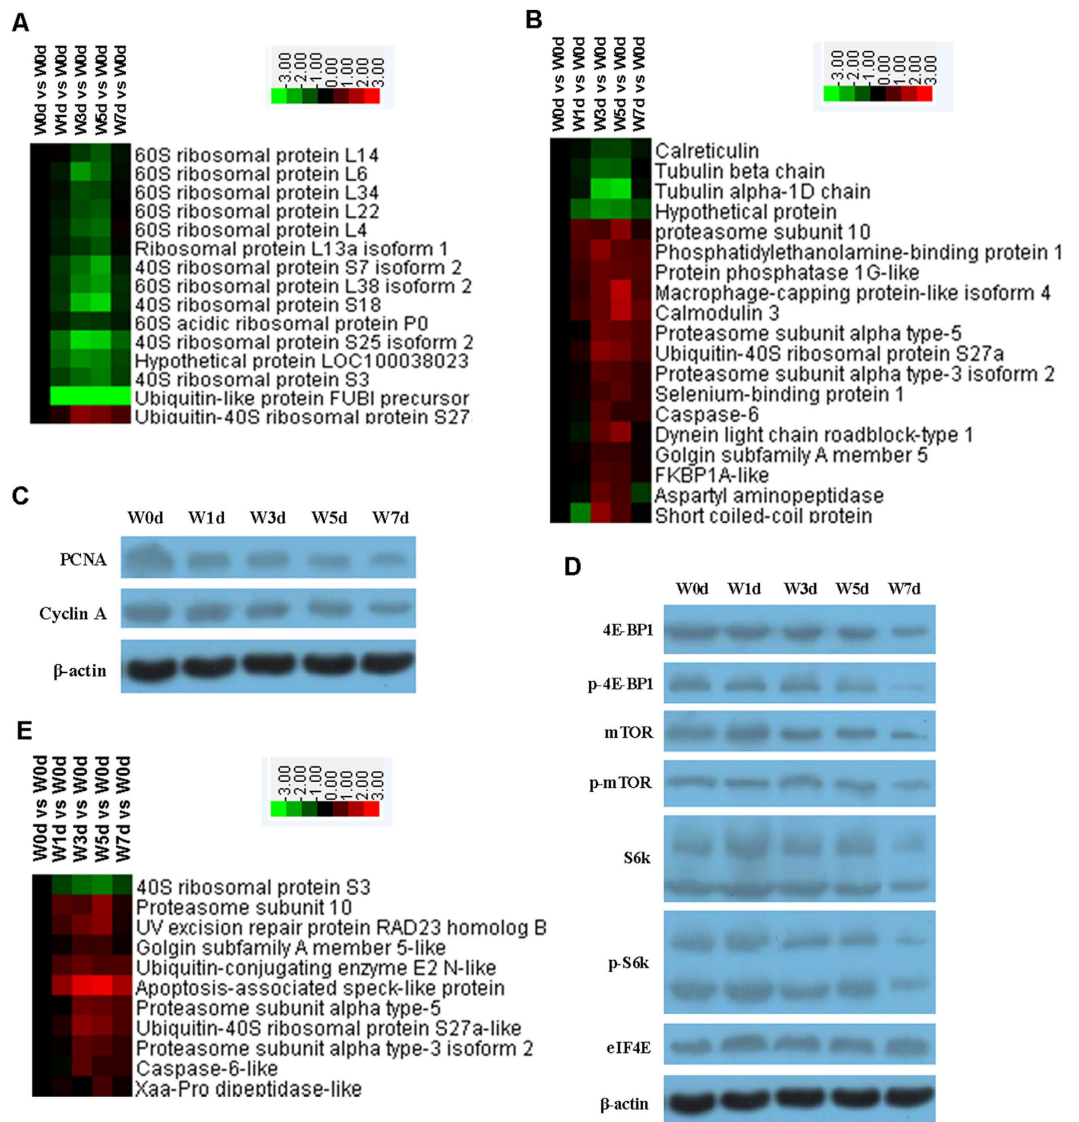 A
W0d vs W0d
W1d vs W0d
W3d vs W0d
W5d vs W0d
W7d vs W0d
-3.00
-2.00
-1.00
0.00
1.00
2.00
3.00
60S ribosomal protein L14
60S ribosomal protein L6
60S ribosomal protein L34
60S ribosomal protein L22
60S ribosomal protein L4
Ribosomal protein L13a isoform 1
40S ribosomal protein S7 isoform 2
60S ribosomal protein L38 isoform 2
40S ribosomal protein S18
60S acidic ribosomal protein P0
40S ribosomal protein S25 isoform 2
Hypothetical protein LOC100038023
40S ribosomal protein S3
Ubiquitin-like protein FUBI precursor
Ubiquitin-40S ribosomal protein S27
B
W0d vs W0d
W1d vs W0d
W3d vs W0d
W5d vs W0d
W7d vs W0d
-3.00
-2.00
-1.00
0.00
1.00
2.00
3.00
Calreticulin
Tubulin beta chain
Tubulin alpha-1D chain
Hypothetical protein
proteasome subunit 10
Phosphatidylethanolamine-binding protein 1
Protein phosphatase 1G-like
Macrophage-capping protein-like isoform 4
Calmodulin 3
Proteasome subunit alpha type-5
Ubiquitin-40S ribosomal protein S27a
Proteasome subunit alpha type-3 isoform 2
Selenium-binding protein 1
Caspase-6
Dynein light chain roadblock-type 1
Golgin subfamily A member 5
FKBP1A-like
Aspartyl aminopeptidase
Short coiled-coil protein
C
W0d W1d W3d W5d W7d
PCNA
Cyclin A
β-actin
D
W0d W1d W3d W5d W7d
4E-BP1
p-4E-BP1
mTOR
p-mTOR
S6k
p-S6k
eIF4E
β-actin
E
W0d vs W0d
W1d vs W0d
W3d vs W0d
W5d vs W0d
W7d vs W0d
-3.00
-2.00
-1.00
0.00
1.00
2.00
3.00
40S ribosomal protein S3
Proteasome subunit 10
UV excision repair protein RAD23 homolog B
Golgin subfamily A member 5-like
Ubiquitin-conjugating enzyme E2 N-like
Apoptosis-associated speck-like protein
Proteasome subunit alpha type-5
Ubiquitin-40S ribosomal protein S27a-like
Proteasome subunit alpha type-3 isoform 2
Caspase-6-like
Xaa-Pro dipeptidase-like